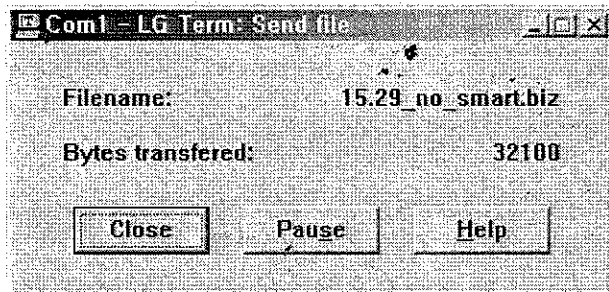 Com1 - LG Term: Send file
Filename: 15.29_no_smart.biz
Bytes transfered: 32100
Close Pause Help